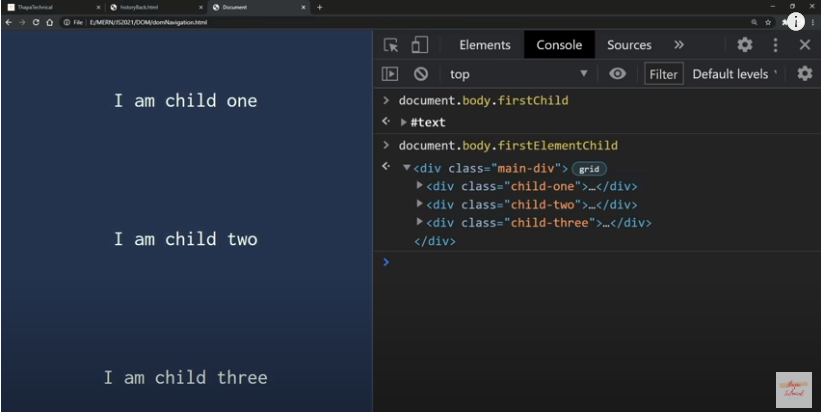 ThapaTechnical
historyBack.html
Document
File
E:/MERN/JS2021/DOM/domNavigation.html
I am child one
I am child two
I am child three
Elements Console Sources
top Filter Default levels
document.body.firstChild
#text
document.body.firstElementChild
<div class="main-div"> grid
<div class="child-one">…</div>
<div class="child-two">…</div>
<div class="child-three">…</div>
</div>
Thapa
Technical